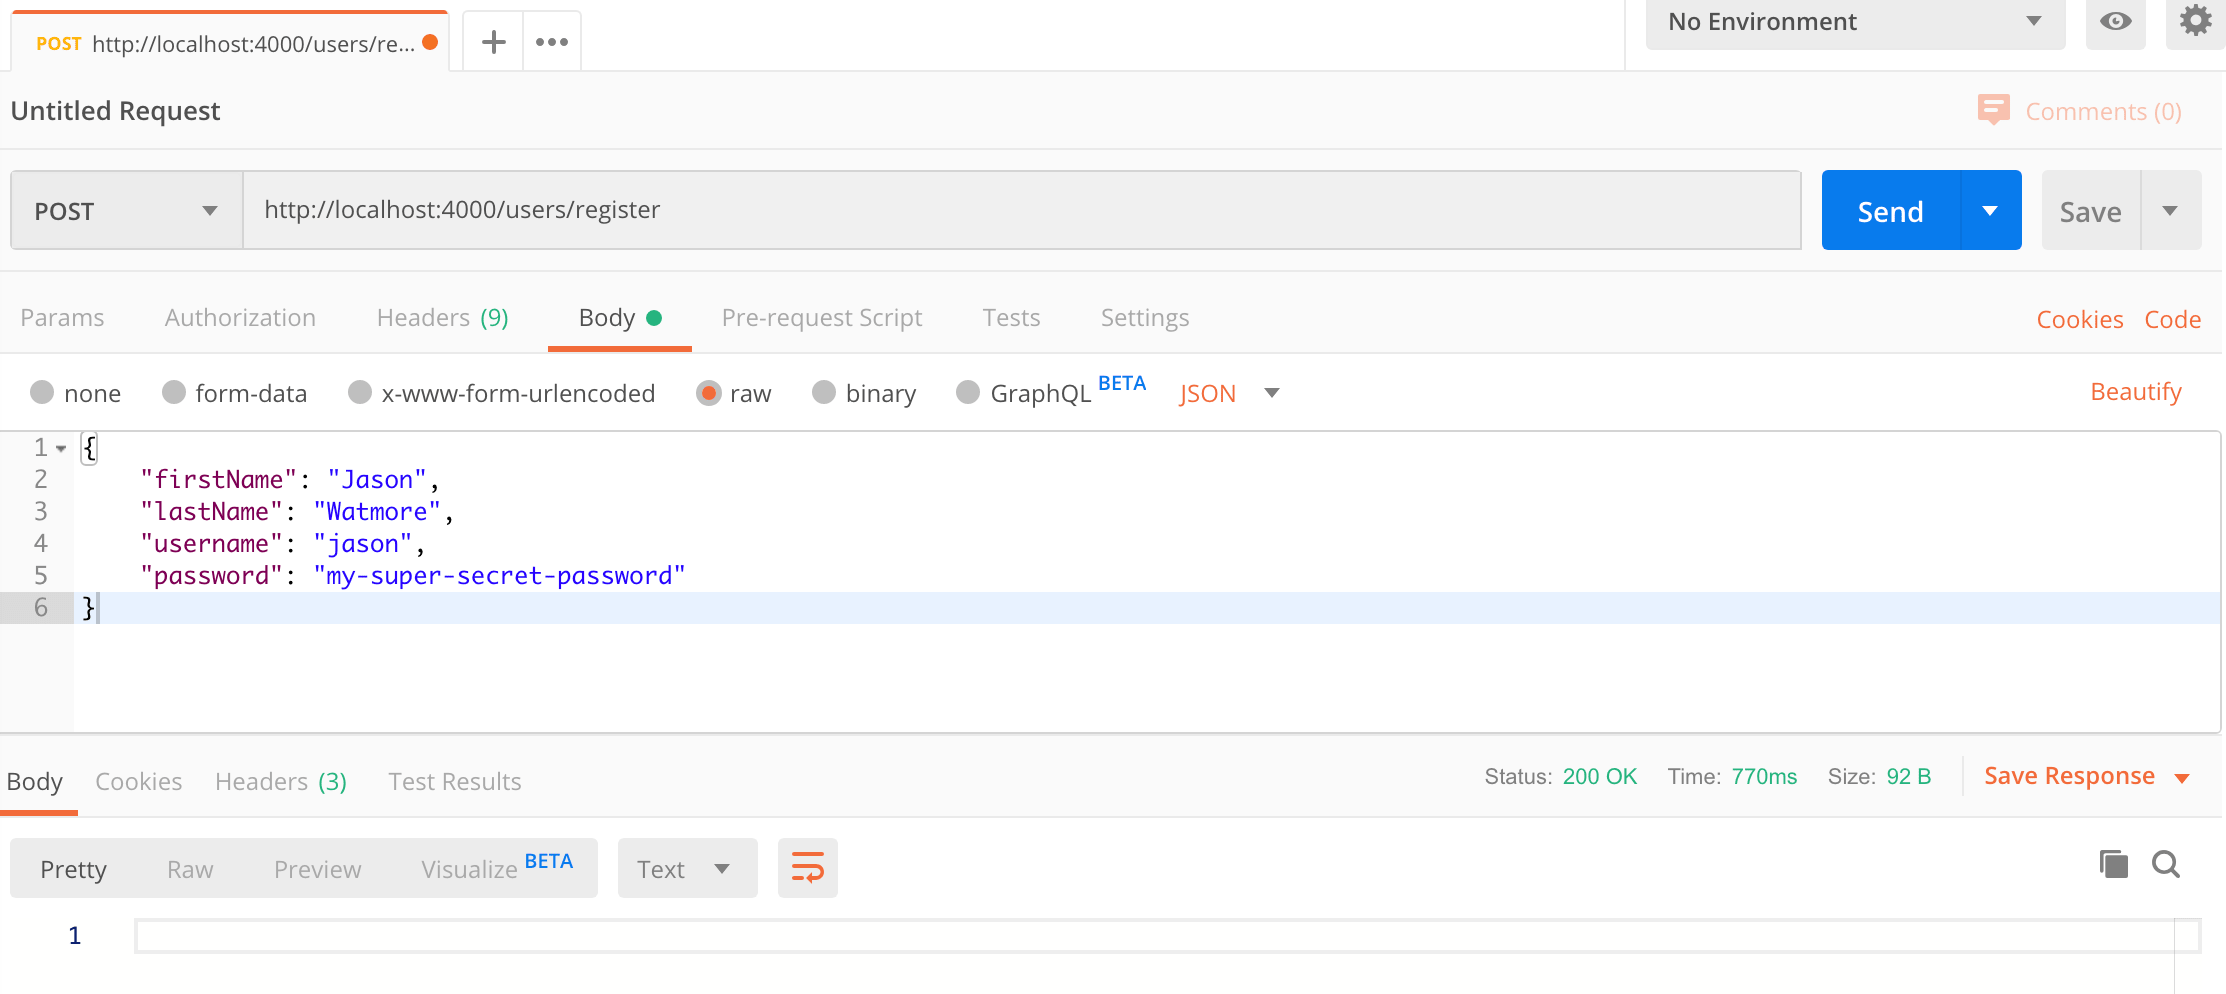 POST http://localhost:4000/users/re...
No Environment
Untitled Request
Comments (0)
POST http://localhost:4000/users/register Send Save
Params Authorization Headers (9) Body Pre-request Script Tests Settings Cookies Code
none form-data x-www-form-urlencoded raw binary GraphQL BETA JSON Beautify
1 {
2 "firstName": "Jason",
3 "lastName": "Watmore",
4 "username": "jason",
5 "password": "my-super-secret-password"
6 }
Body Cookies Headers (3) Test Results Status: 200 OK Time: 770ms Size: 92 B Save Response
Pretty Raw Preview Visualize BETA Text
1